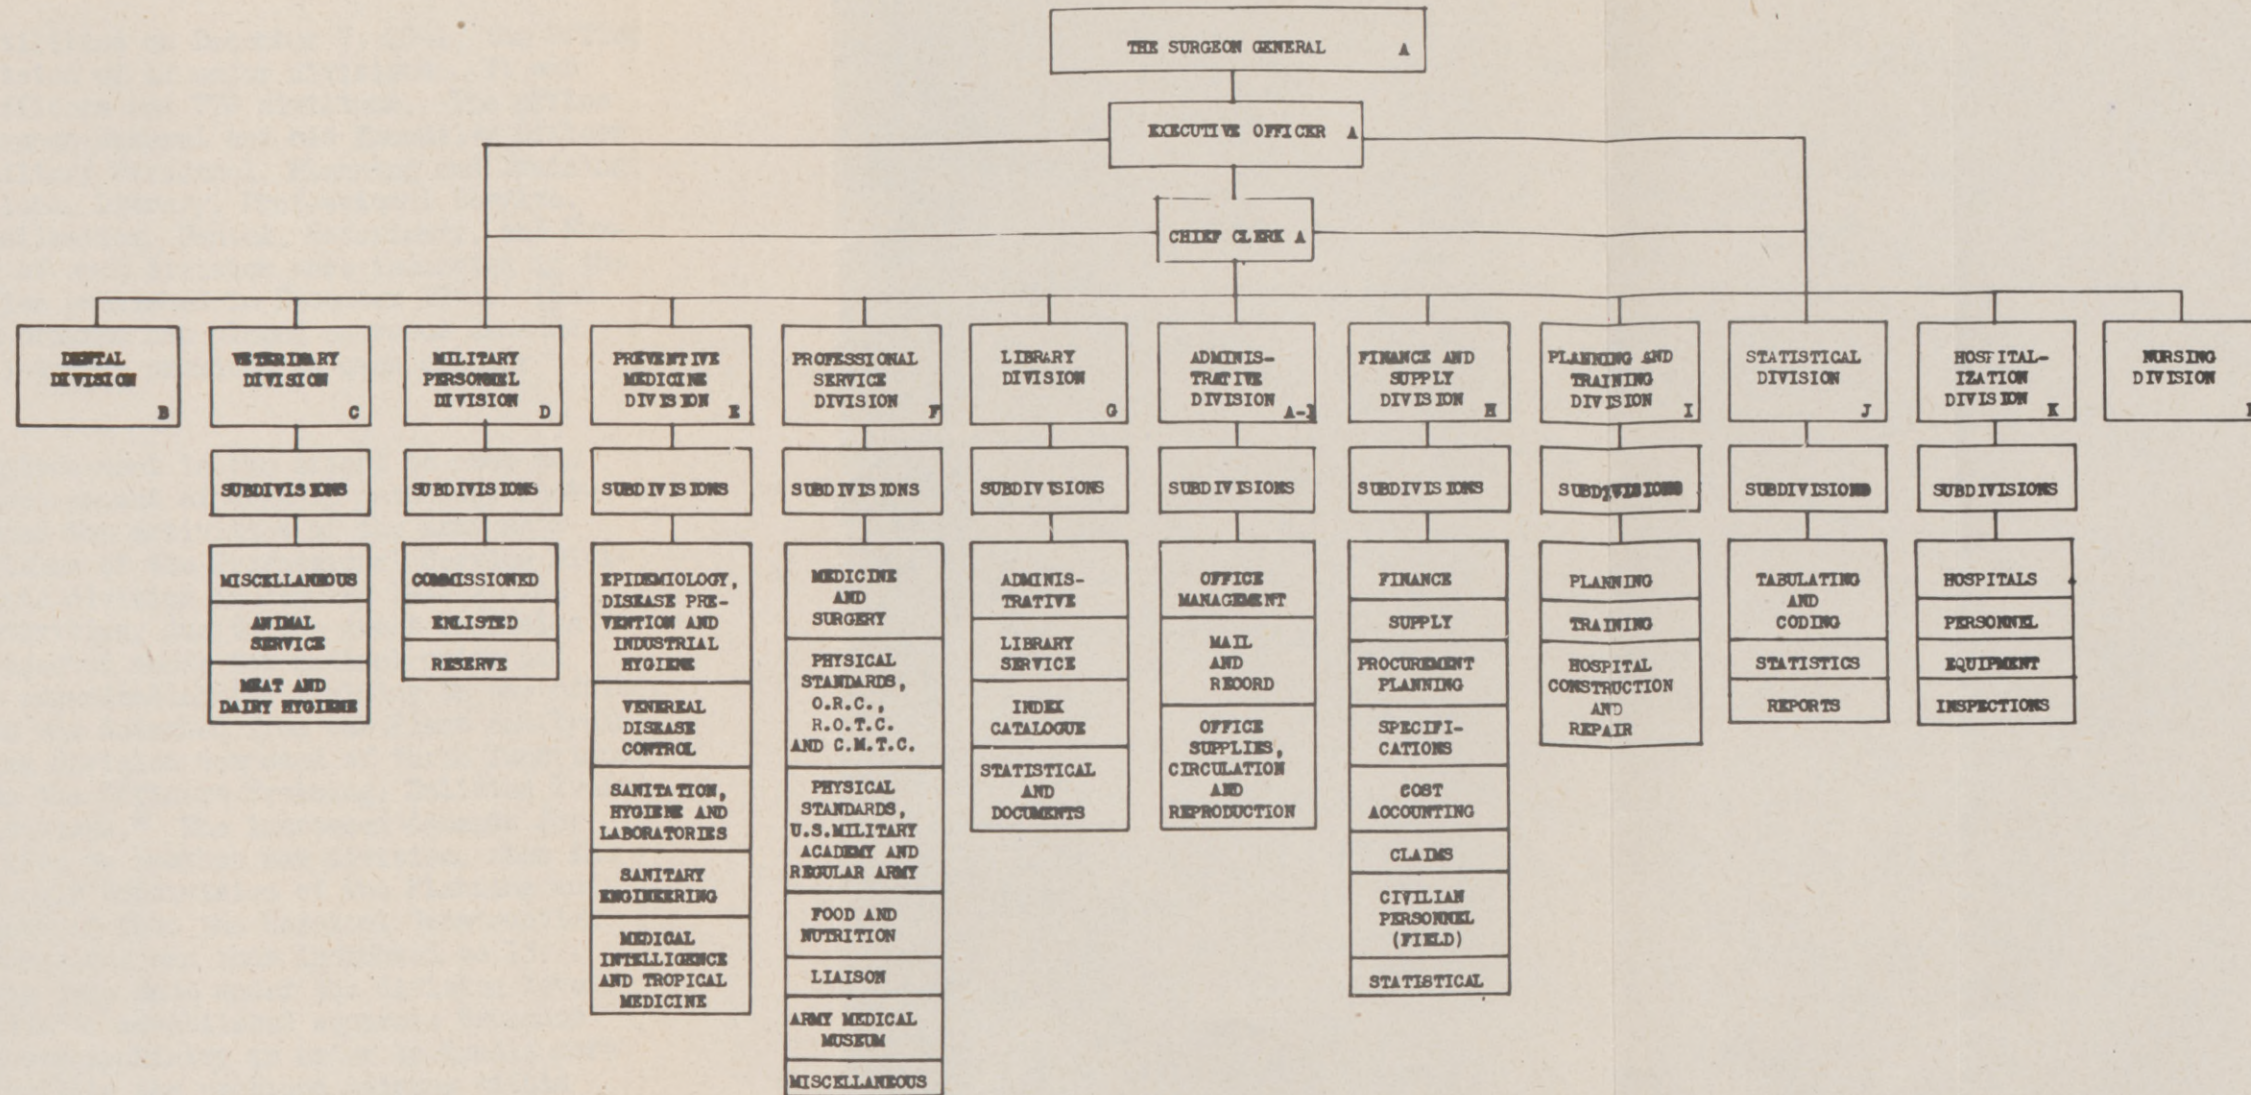 THE SURGEON GENERAL A
EXECUTIVE OFFICER A
CHIEF CLERK A
DENTAL
DIVISION
B
VETERINARY
DIVISION
C
MILITARY
PERSONNEL
DIVISION D
PREVENTIVE
MEDICINE
DIVISION E
PROFESSIONAL
SERVICE
DIVISION F
LIBRARY
DIVISION
G
ADMINIS-
TRATIVE
DIVISION A-1
FINANCE AND
SUPPLY
DIVISION H
PLANNING AND
TRAINING
DIVISION I
STATISTICAL
DIVISION
J
HOSPITAL-
IZATION
DIVISION K
NURSING
DIVISION
SUBDIVISIONS
SUBDIVISIONS
SUBDIVISIONS
SUBDIVISIONS
SUBDIVISIONS
SUBDIVISIONS
SUBDIVISIONS
SUBDIVISIONS
SUBDIVISIONS
SUBDIVISIONS
MISCELLANEOUS
ANIMAL
SERVICE
MEAT AND
DAIRY HYGIENE
COMMISSIONED
ENLISTED
RESERVE
EPIDEMIOLOGY,
DISEASE PRE-
VENTION AND
INDUSTRIAL
HYGIENE
VENEREAL
DISEASE
CONTROL
SANITATION,
HYGIENE AND
LABORATORIES
SANITARY
ENGINEERING
MEDICAL
INTELLIGENCE
AND TROPICAL
MEDICINE
MEDICINE
AND
SURGERY
PHYSICAL
STANDARDS,
O.R.C.,
R.O.T.C.
AND C.M.T.C.
PHYSICAL
STANDARDS,
U.S.MILITARY
ACADEMY AND
REGULAR ARMY
FOOD AND
NUTRITION
LIAISON
ARMY MEDICAL
MUSEUM
MISCELLANEOUS
ADMINIS-
TRATIVE
LIBRARY
SERVICE
INDEX
CATALOGUE
STATISTICAL
AND
DOCUMENTS
OFFICE
MANAGEMENT
MAIL
AND
RECORD
OFFICE
SUPPLIES,
CIRCULATION
AND
REPRODUCTION
FINANCE
SUPPLY
PROCUREMENT
PLANNING
SPECIFI-
CATIONS
COST
ACCOUNTING
CLAIMS
CIVILIAN
PERSONNEL
(FIELD)
STATISTICAL
PLANNING
TRAINING
HOSPITAL
CONSTRUCTION
AND
REPAIR
TABULATING
AND
CODING
STATISTICS
REPORTS
HOSPITALS
PERSONNEL
EQUIPMENT
INSPECTIONS